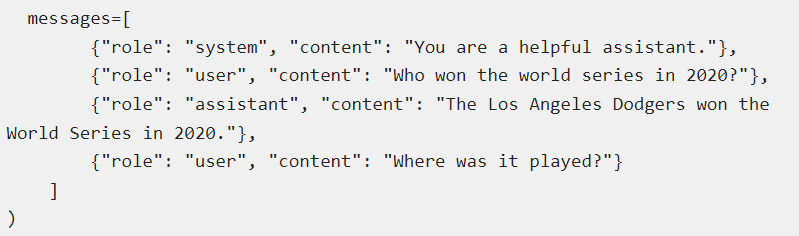 messages=[
{"role": "system", "content": "You are a helpful assistant."},
{"role": "user", "content": "Who won the world series in 2020?"},
{"role": "assistant", "content": "The Los Angeles Dodgers won the
World Series in 2020."},
{"role": "user", "content": "Where was it played?"}
]
)